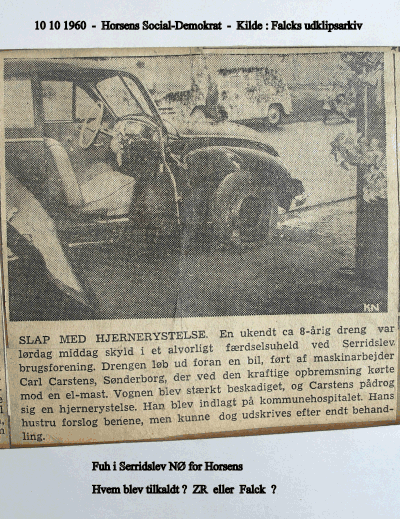 10 10 1960 - Horsens Social-Demokrat - Kilde : Falcks udklipsarkiv
KN
SLAP MED HJERNERYSTELSE. En ukendt ca 8-årig dreng var
lørdag middag skyld i et alvorligt færdselsuheld ved Serridslev
brugsforening. Drengen løb ud foran en bil, ført af maskinarbejder
Carl Carstens, Sønderborg, der ved den kraftige opbremsning kørte
mod en el-mast. Vognen blev stærkt beskadiget, og Carstens pådrog
sig en hjernerystelse. Han blev indlagt på kommunehospitalet. Hans
hustru forslog benene, men kunne dog udskrives efter endt behand-
ling.
Fuh i Serridslev NØ for Horsens
Hvem blev tilkaldt ? ZR eller Falck ?